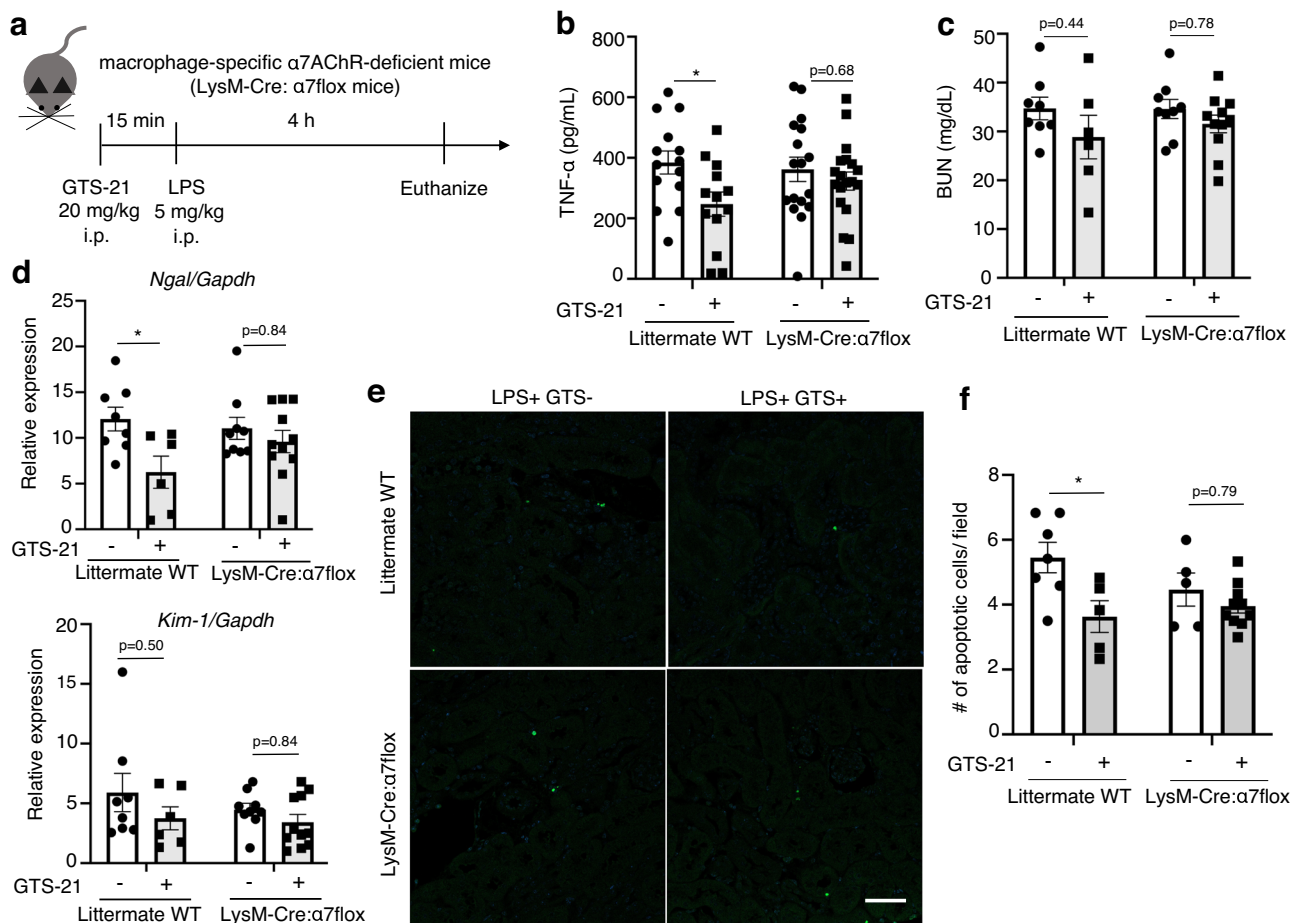 a
macrophage-specific α7AChR-deficient mice
(LysM-Cre: α7flox mice)
15 min
4 h
GTS-21
20 mg/kg
i.p.
LPS
5 mg/kg
i.p.
Euthanize
b
TNF-α (pg/mL)
800
600
400
200
0
*
p=0.68
GTS-21
- + - +
Littermate WT
LysM-Cre:α7flox
c
BUN (mg/dL)
50
40
30
20
10
0
p=0.44
p=0.78
GTS-21
- + - +
Littermate WT
LysM-Cre:α7flox
d
Ngal/Gapdh
Relative expression
25
20
15
10
5
0
*
p=0.84
GTS-21
- + - +
Littermate WT
LysM-Cre:α7flox
Kim-1/Gapdh
Relative expression
20
15
10
5
0
p=0.50
p=0.84
GTS-21
- + - +
Littermate WT
LysM-Cre:α7flox
e
LPS+ GTS-
LPS+ GTS+
Littermate WT
LysM-Cre:α7flox
f
# of apoptotic cells/ field
8
6
4
2
0
*
p=0.79
GTS-21
- + - +
Littermate WT
LysM-Cre:α7flox